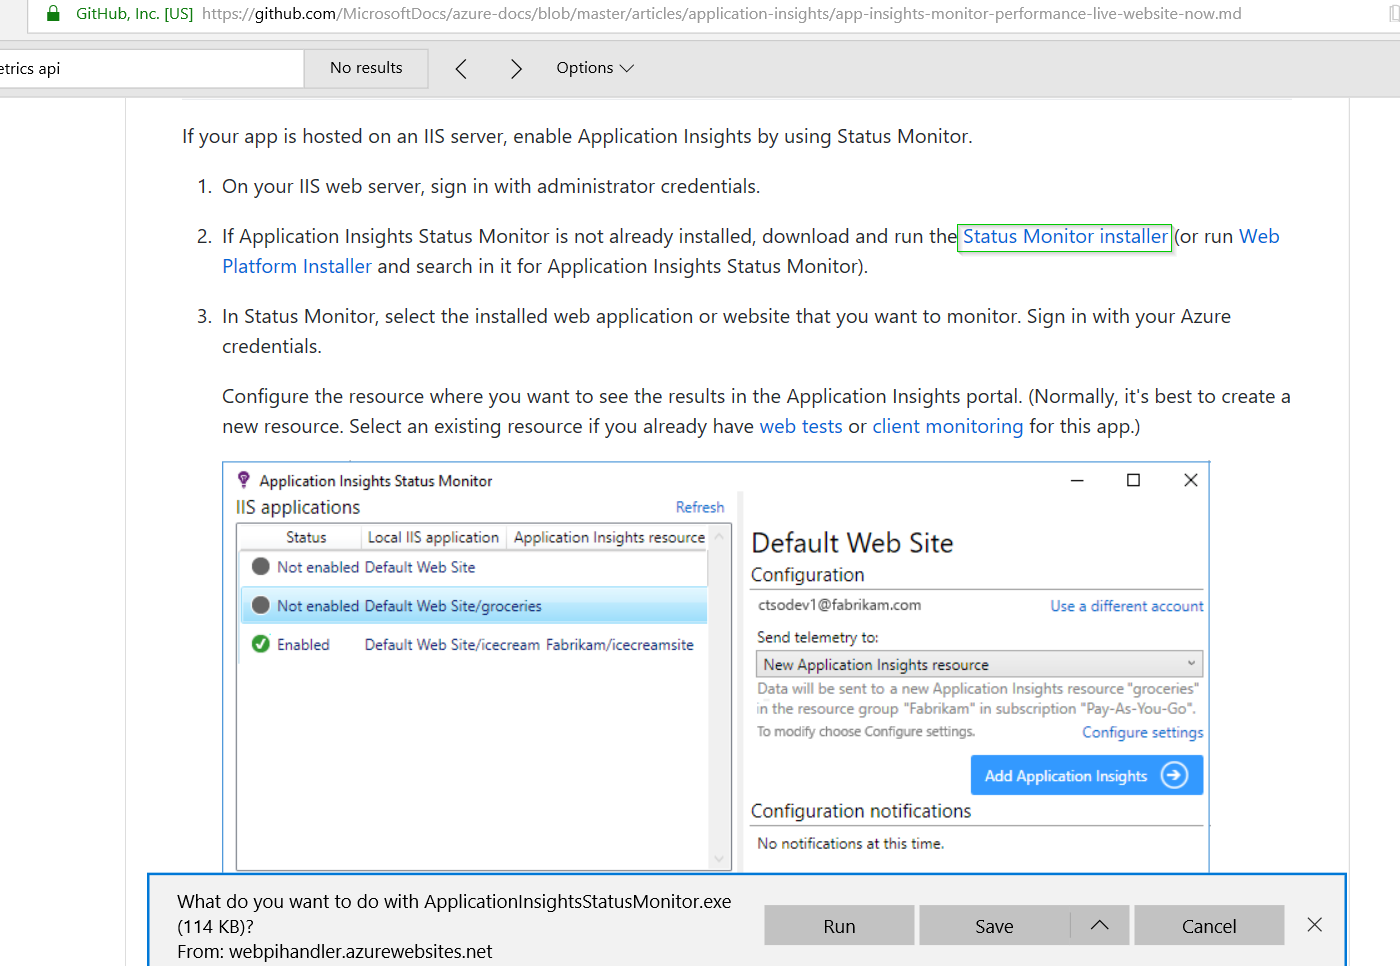 GitHub, Inc. [US] https://github.com/MicrosoftDocs/azure-docs/blob/master/articles/application-insights/app-insights-monitor-performance-live-website-now.md
etrics api
No results
Options
If your app is hosted on an IIS server, enable Application Insights by using Status Monitor.
1. On your IIS web server, sign in with administrator credentials.
2. If Application Insights Status Monitor is not already installed, download and run the Status Monitor installer (or run Web
Platform Installer and search in it for Application Insights Status Monitor).
3. In Status Monitor, select the installed web application or website that you want to monitor. Sign in with your Azure
credentials.
Configure the resource where you want to see the results in the Application Insights portal. (Normally, it's best to create a
new resource. Select an existing resource if you already have web tests or client monitoring for this app.)
Application Insights Status Monitor
IIS applications
Refresh
Status Local IIS application Application Insights resource
Not enabled Default Web Site
Not enabled Default Web Site/groceries
Enabled Default Web Site/icecream Fabrikam/icecreamsite
Default Web Site
Configuration
ctsodev1@fabrikam.com Use a different account
Send telemetry to:
New Application Insights resource
Data will be sent to a new Application Insights resource "groceries"
in the resource group "Fabrikam" in subscription "Pay-As-You-Go".
To modify choose Configure settings. Configure settings
Add Application Insights
Configuration notifications
No notifications at this time.
What do you want to do with ApplicationInsightsStatusMonitor.exe
(114 KB)?
From: webpihandler.azurewebsites.net
Run
Save
Cancel